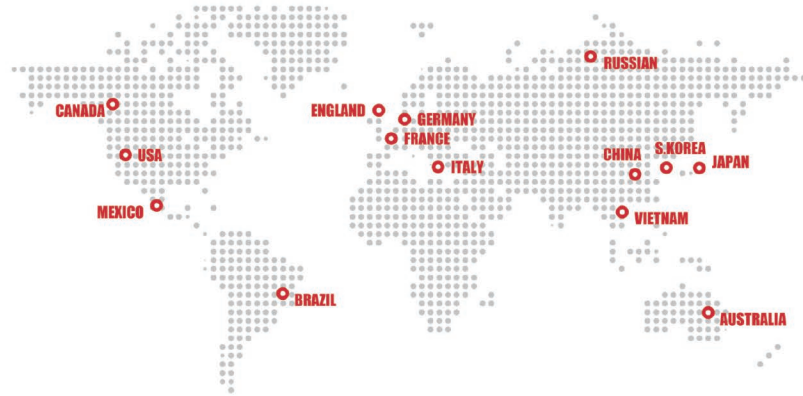 RUSSIAN
CANADA
ENGLAND
GERMANY
FRANCE
USA
ITALY
CHINA
S.KOREA
JAPAN
MEXICO
VIETNAM
BRAZIL
AUSTRALIA